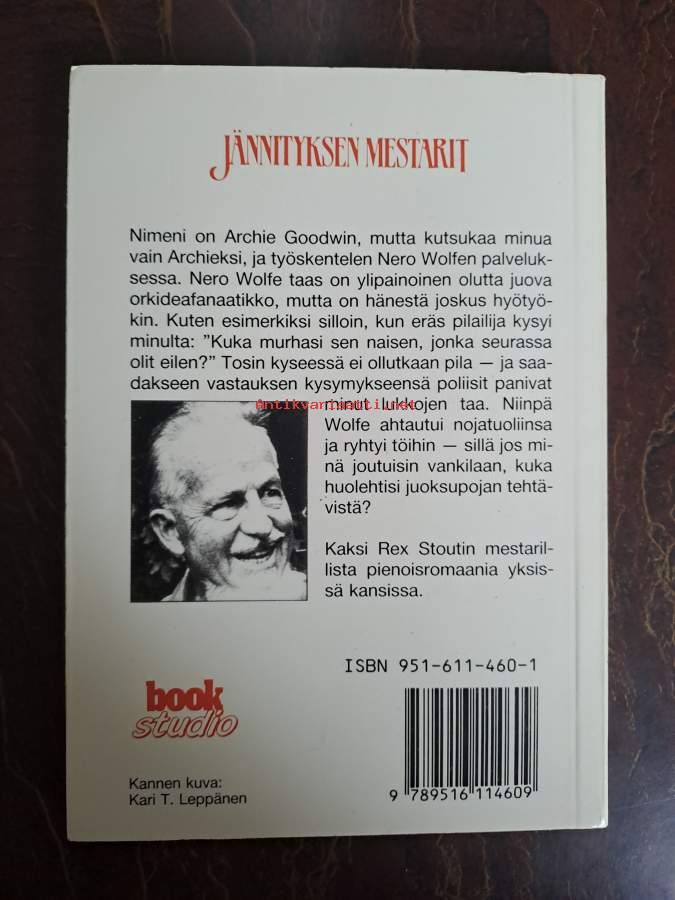 JÄNNITYKSEN MESTARIT
Nimeni on Archie Goodwin, mutta kutsukaa minua
vain Archieksi, ja työskentelen Nero Wolfen palveluk-
sessa. Nero Wolfe taas on ylipainoinen olutta juova
orkideafanaatikko, mutta on hänestä joskus hyötyö-
kin. Kuten esimerkiksi silloin, kun eräs pilailija kysyi
minulta: ”Kuka murhasi sen naisen, jonka seurassa
olit eilen?” Tosin kyseessä ei ollutkaan pila — ja saa-
dakseen vastauksen kysymykseensä poliisit panivat
minut lukkojen taa. Niinpä
Antikvariaatti.net
Wolfe ahtautui nojatuoliinsa
ja ryhtyi töihin — sillä jos mi-
nä joutuisin vankilaan, kuka
huolehtisi juoksupojan tehtä-
vistä?
Kaksi Rex Stoutin mestaril-
lista pienoisromaania yksis-
sä kansissa.
ISBN 951-611-460-1
book
studio
Kannen kuva:
Kari T. Leppänen
9 789516 114609